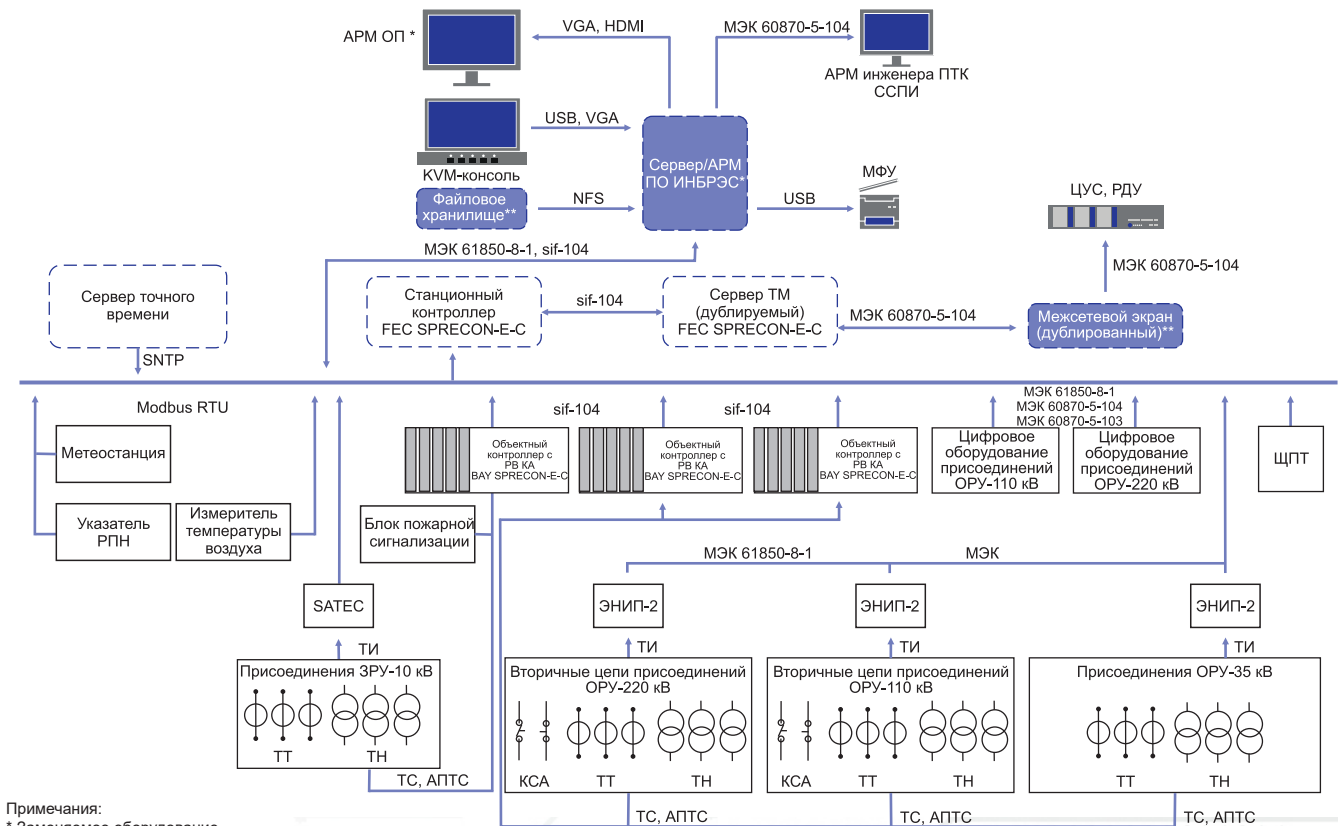 АРМ ОП *
VGA, HDMI
МЭК 60870-5-104
АРМ инженера ПТК
ССПИ
USB, VGA
KVM-консоль
Сервер/АРМ
ПО ИНБРЭС*
Файловое
хранилище**
NFS
USB
МФУ
ЦУС, РДУ
МЭК 61850-8-1, sif-104
МЭК 60870-5-104
Сервер точного
времени
Станционный
контроллер
FEC SPRECON-E-C
sif-104
Сервер ТМ
(дублируемый)
FEC SPRECON-E-C
МЭК 60870-5-104
Межсетевой экран
(дублированный)**
SNTP
Modbus RTU
sif-104
sif-104
МЭК 61850-8-1
МЭК 60870-5-104
МЭК 60870-5-103
Метеостанция
Объектный
контроллер с
РВ КА
BAY SPRECON-E-C
Объектный
контроллер с
РВ КА
BAY SPRECON-E-C
Объектный
контроллер с
РВ КА
BAY SPRECON-E-C
Цифровое
оборудование
присоединений
ОРУ-110 кВ
Цифровое
оборудование
присоединений
ОРУ-220 кВ
ЩПТ
Указатель
РПН
Измеритель
температуры
воздуха
Блок пожарной
сигнализации
МЭК 61850-8-1
МЭК
SATEC
ЭНИП-2
ЭНИП-2
ЭНИП-2
ТИ
ТИ
ТИ
ТИ
Присоединения ЗРУ-10 кВ
ТТ
ТН
Вторичные цепи присоединений
ОРУ-220 кВ
КСА
ТТ
ТН
Вторичные цепи присоединений
ОРУ-110 кВ
КСА
ТТ
ТН
Присоединения ОРУ-35 кВ
ТТ
ТН
ТС, АПТС
ТС, АПТС
ТС, АПТС
ТС, АПТС
Примечания:
* Заменяемое оборудование